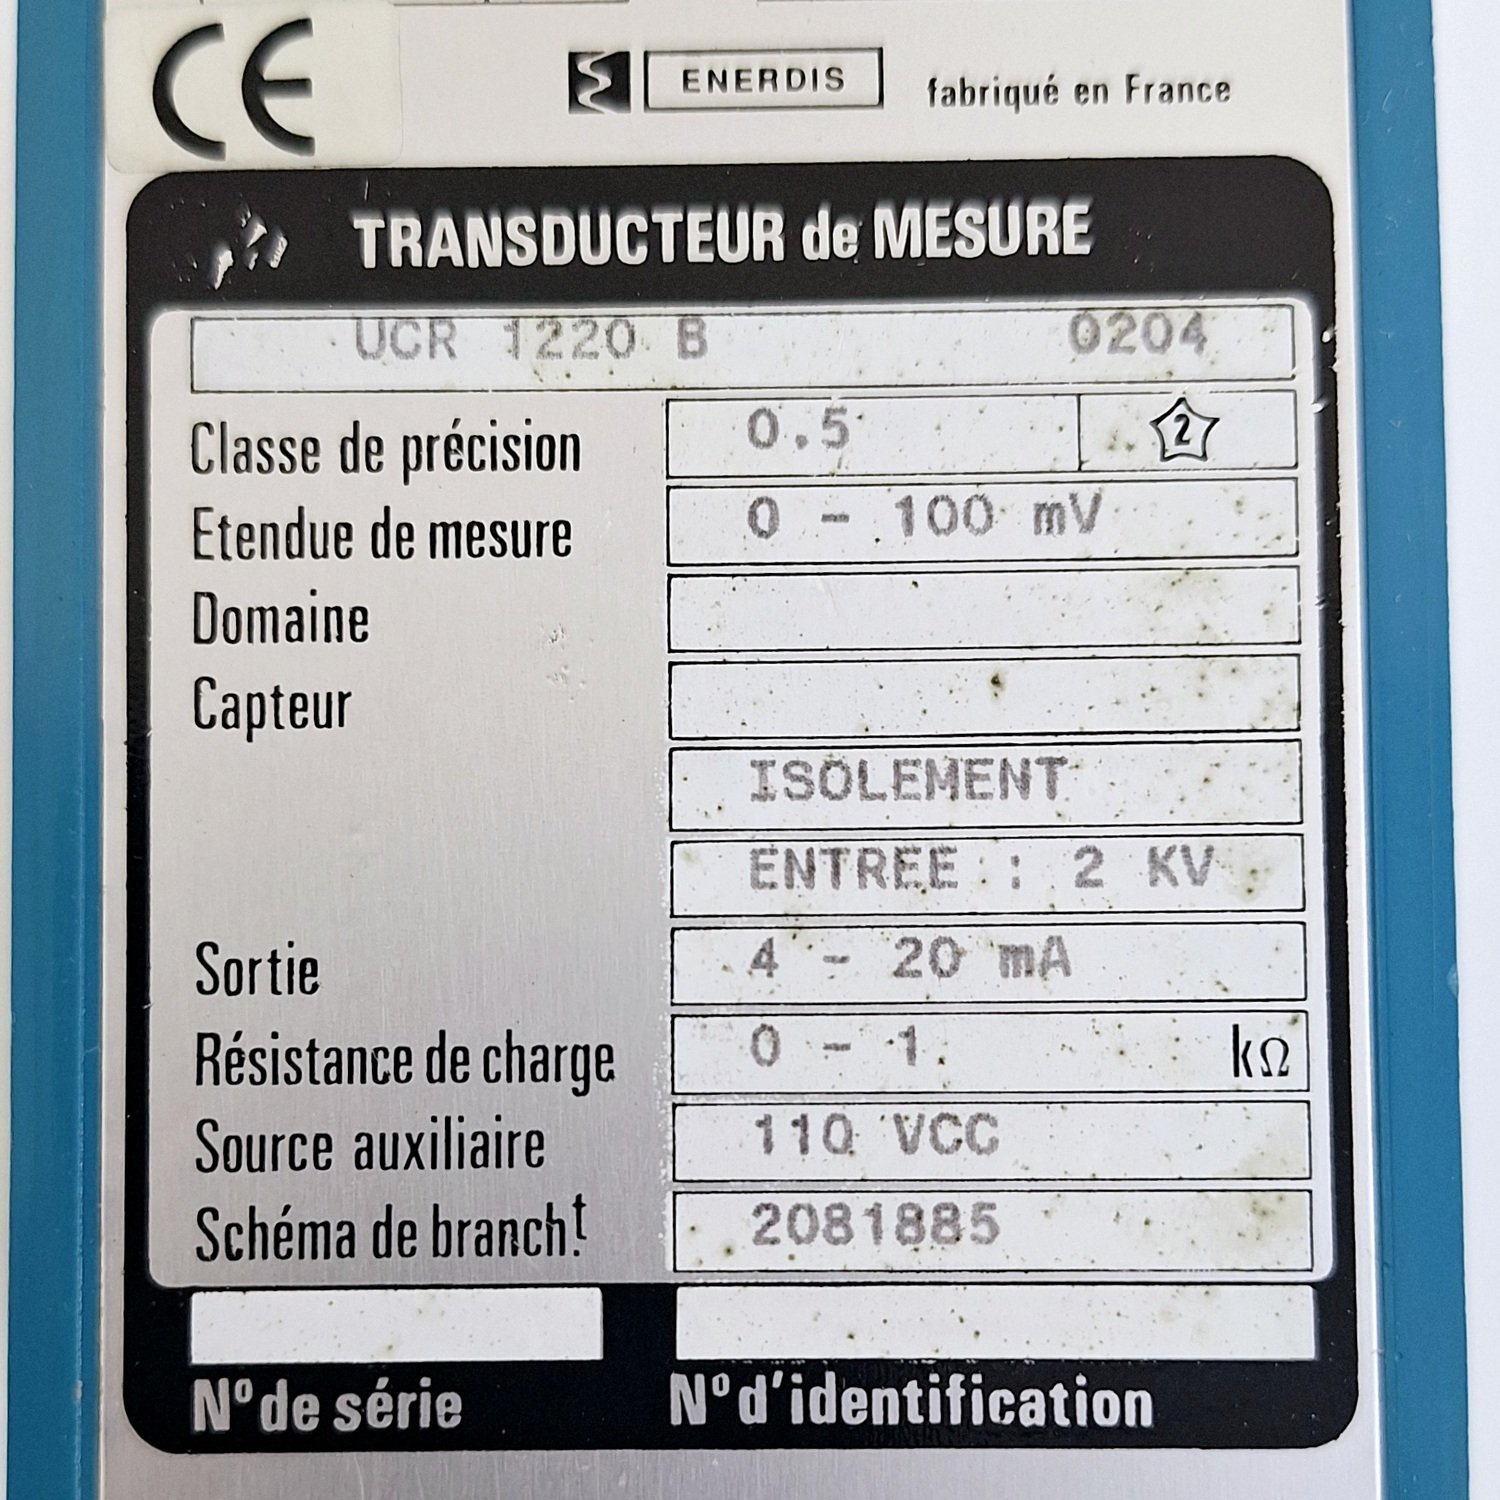 CE
ENERDIS fabriqué en France
TRANSDUCTEUR de MESURE
UCR 1220 B 0204
Classe de précision 0.5 2
Etendue de mesure 0 - 100 mV
Domaine
Capteur
ISOLEMENT
ENTREE : 2 KV
Sortie 4 - 20 mA
Résistance de charge 0 - 1 kΩ
Source auxiliaire 110 VCC
Schéma de branch.t 2081885
N° de série N° d'identification